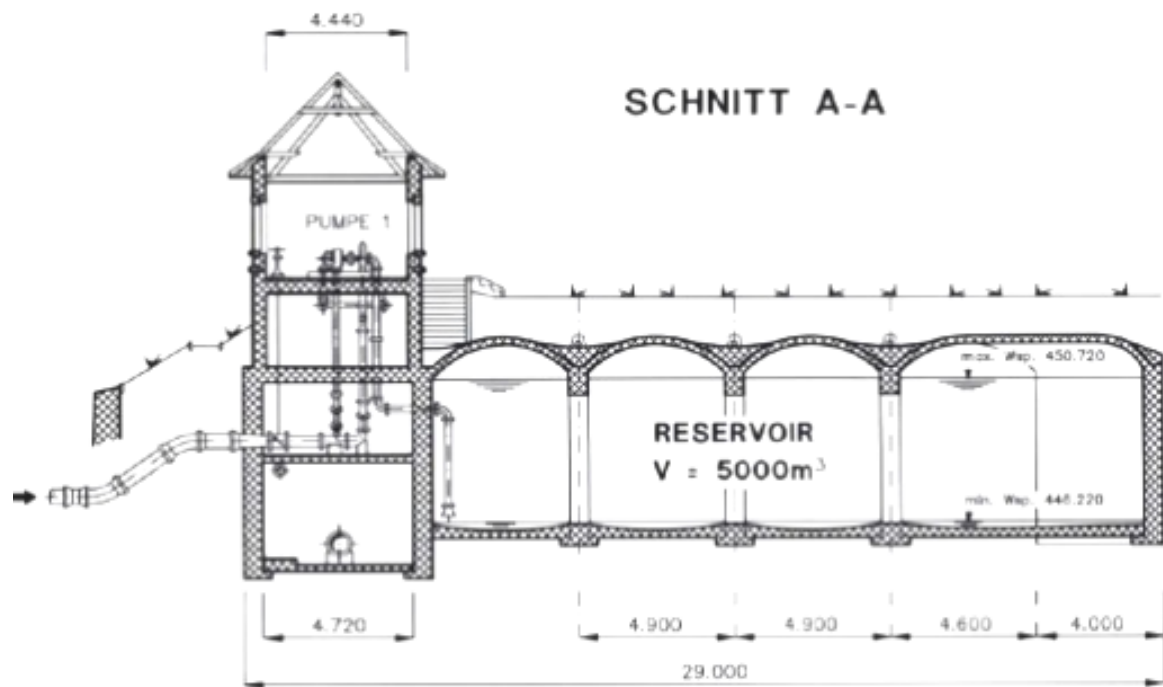 4.440
SCHNITT A-A
PUMPE 1
max. Wsp. 450.720
RESERVOIR
V = 5000m³
min. Wsp. 446.220
4.720
4.900
4.900
4.600
4.000
29.000